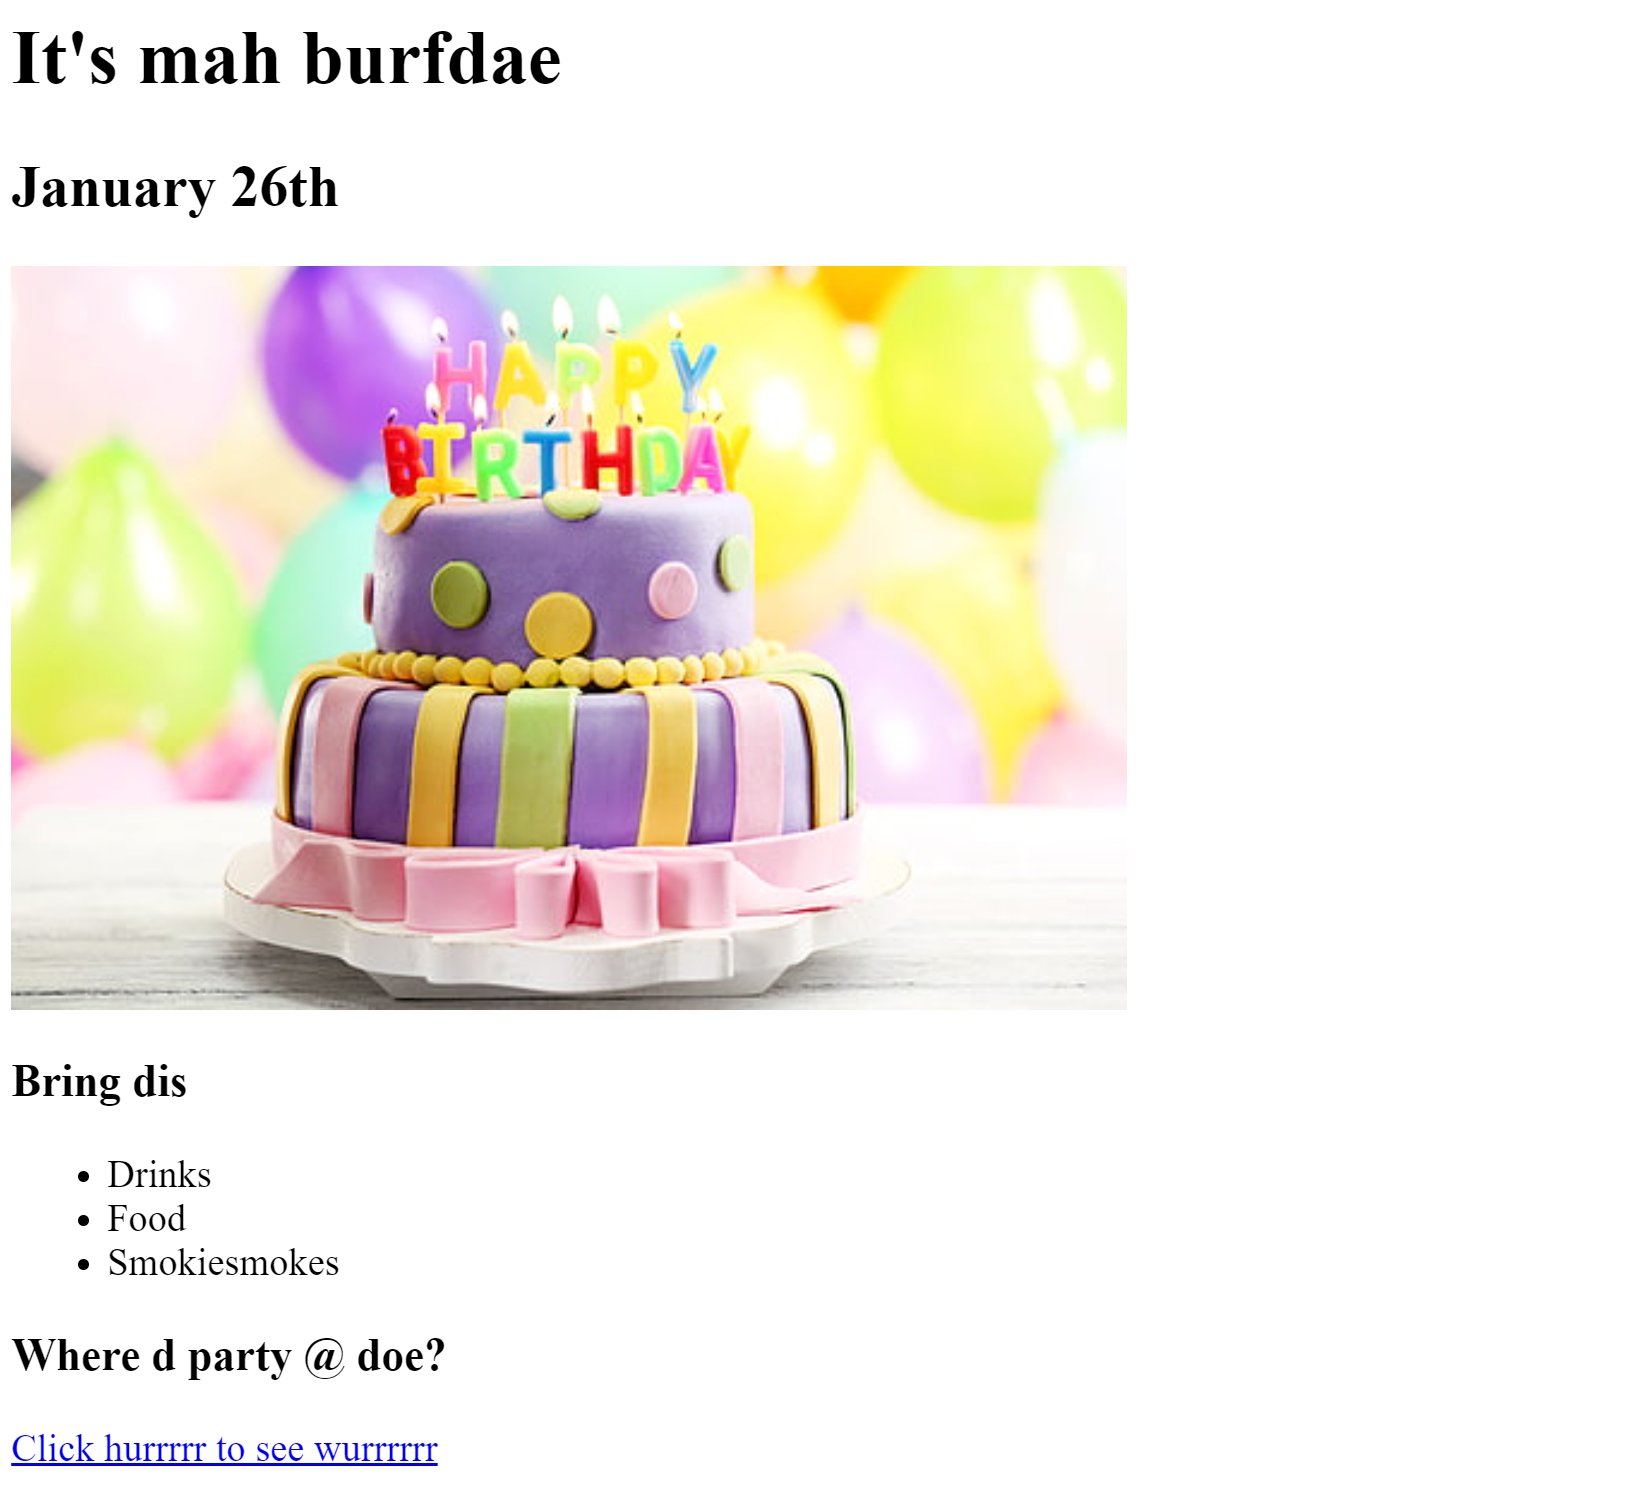 It's mah burfdae
January 26th
HAPPY
BIRTHDAY
Bring dis
Drinks
Food
Smokiesmokes
Where d party @ doe?
Click hurrrrr to see wurrrrrr